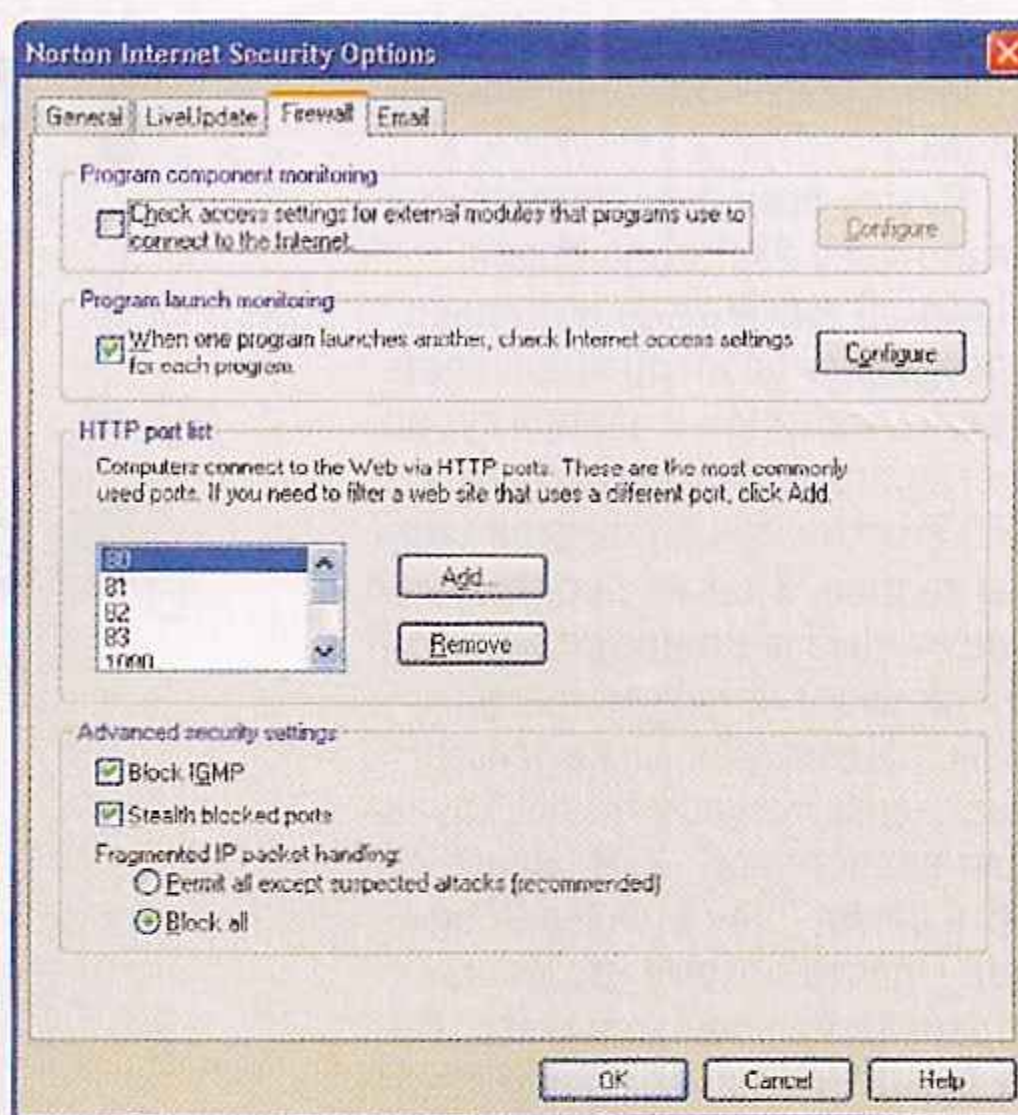 Norton Internet Security Options
General LiveUpdate Firewall Email
Program component monitoring
Check access settings for external modules that programs use to
connect to the Internet.
Configure
Program launch monitoring
When one program launches another, check Internet access settings
for each program.
Configure
HTTP port list
Computers connect to the Web via HTTP ports. These are the most commonly
used ports. If you need to filter a web site that uses a different port, click Add.
80
81
82
83
Add...
Remove
Advanced security settings
Block IGMP
Stealth blocked ports
Fragmented IP packet handling:
Permit all except suspected attacks (recommended)
Block all
OK Cancel Help